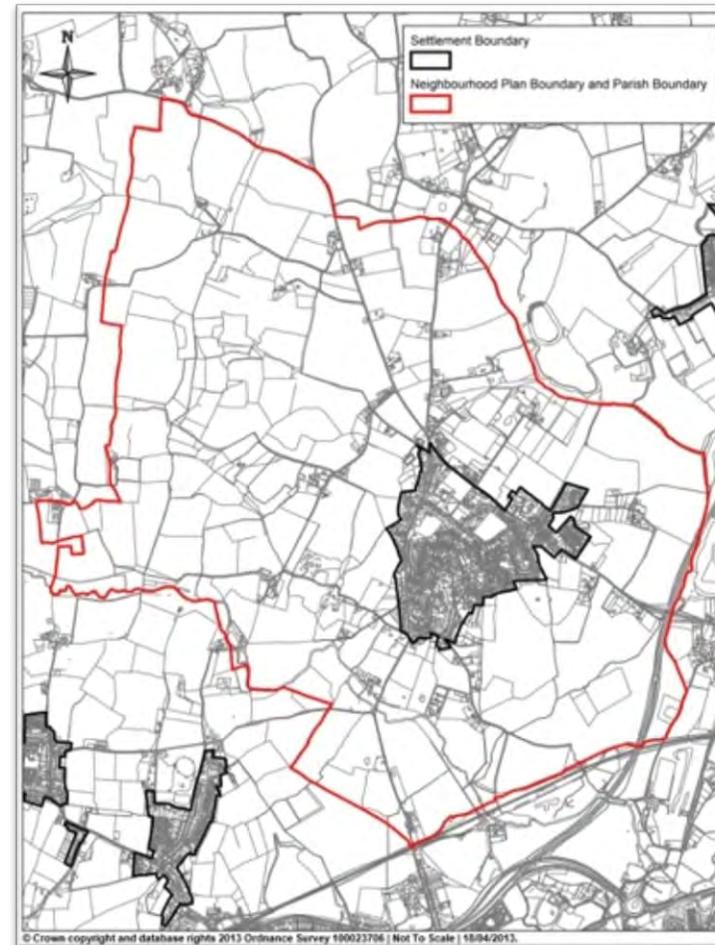 N
Settlement Boundary
Neighbourhood Plan Boundary and Parish Boundary
© Crown copyright and database rights 2013 Ordnance Survey 100023706 | Not To Scale | 18/04/2013.